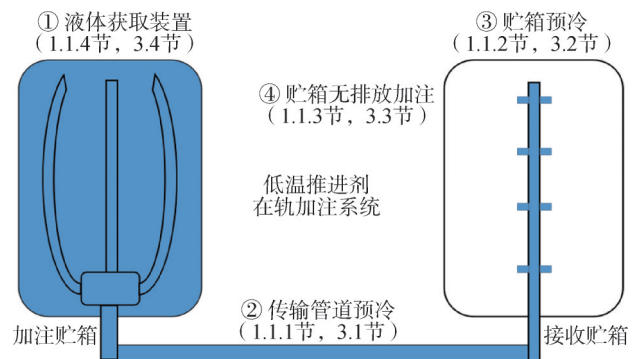 ① 液体获取装置
（1.1.4节，3.4节）
③ 贮箱预冷
（1.1.2节，3.2节）
④ 贮箱无排放加注
（1.1.3节，3.3节）
低温推进剂
在轨加注系统
② 传输管道预冷
（1.1.1节，3.1节）
加注贮箱
接收贮箱